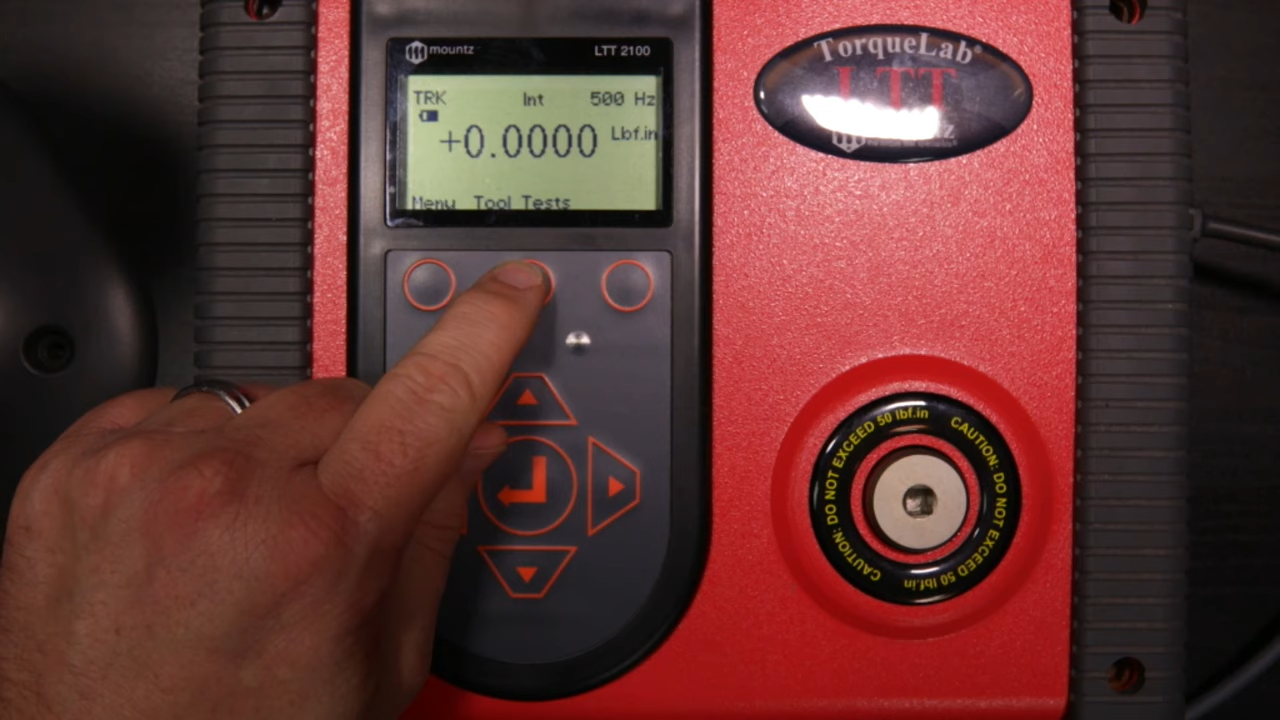 mountz LTT 2100
TRK Int 500 Hz
+0.0000 Lbf.in
Menu Tool Tests
TorqueLab®
LTT
CAUTION: DO NOT EXCEED 50 lbf.in
CAUTION: DO NOT EXCEED 50 lbf.in